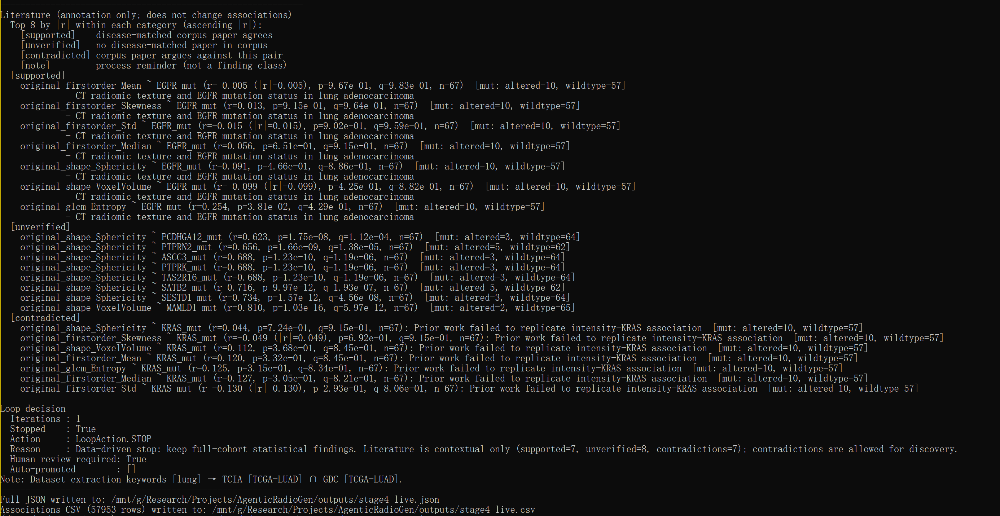 ------------------------------------------------------------
Literature (annotation only; does not change associations)
  Top 8 by |r| within each category (ascending |r|):
    [supported]    disease-matched corpus paper agrees
    [unverified]   no disease-matched paper in corpus
    [contradicted] corpus paper argues against this pair
    [note]         process reminder (not a finding class)
  [supported]
    original_firstorder_Mean ~ EGFR_mut (r=-0.005 (|r|=0.005), p=9.67e-01, q=9.83e-01, n=67)  [mut: altered=10, wildtype=57]
             - CT radiomic texture and EGFR mutation status in lung adenocarcinoma
    original_firstorder_Skewness ~ EGFR_mut (r=0.013, p=9.15e-01, q=9.64e-01, n=67)  [mut: altered=10, wildtype=57]
             - CT radiomic texture and EGFR mutation status in lung adenocarcinoma
    original_firstorder_Std ~ EGFR_mut (r=-0.015 (|r|=0.015), p=9.02e-01, q=9.59e-01, n=67)  [mut: altered=10, wildtype=57]
             - CT radiomic texture and EGFR mutation status in lung adenocarcinoma
    original_firstorder_Median ~ EGFR_mut (r=0.056, p=6.51e-01, q=9.15e-01, n=67)  [mut: altered=10, wildtype=57]
             - CT radiomic texture and EGFR mutation status in lung adenocarcinoma
    original_shape_Sphericity ~ EGFR_mut (r=0.091, p=4.66e-01, q=8.86e-01, n=67)  [mut: altered=10, wildtype=57]
             - CT radiomic texture and EGFR mutation status in lung adenocarcinoma
    original_shape_VoxelVolume ~ EGFR_mut (r=-0.099 (|r|=0.099), p=4.25e-01, q=8.82e-01, n=67)  [mut: altered=10, wildtype=57]
             - CT radiomic texture and EGFR mutation status in lung adenocarcinoma
    original_glcm_Entropy ~ EGFR_mut (r=0.254, p=3.81e-02, q=4.29e-01, n=67)  [mut: altered=10, wildtype=57]
             - CT radiomic texture and EGFR mutation status in lung adenocarcinoma
  [unverified]
    original_shape_Sphericity ~ PCDHGA12_mut (r=0.623, p=1.75e-08, q=1.12e-04, n=67)  [mut: altered=3, wildtype=64]
    original_shape_Sphericity ~ PTPRN2_mut (r=0.656, p=1.66e-09, q=1.38e-05, n=67)  [mut: altered=5, wildtype=62]
    original_shape_Sphericity ~ ASCC3_mut (r=0.688, p=1.23e-10, q=1.19e-06, n=67)  [mut: altered=3, wildtype=64]
    original_shape_Sphericity ~ PTPRK_mut (r=0.688, p=1.23e-10, q=1.19e-06, n=67)  [mut: altered=3, wildtype=64]
    original_shape_Sphericity ~ TAS2R16_mut (r=0.688, p=1.23e-10, q=1.19e-06, n=67)  [mut: altered=3, wildtype=64]
    original_shape_Sphericity ~ SATB2_mut (r=0.716, p=9.97e-12, q=1.93e-07, n=67)  [mut: altered=5, wildtype=62]
    original_shape_Sphericity ~ SESTD1_mut (r=0.734, p=1.57e-12, q=4.56e-08, n=67)  [mut: altered=3, wildtype=64]
    original_shape_VoxelVolume ~ MAMLD1_mut (r=0.810, p=1.03e-16, q=5.97e-12, n=67)  [mut: altered=2, wildtype=65]
  [contradicted]
    original_shape_Sphericity ~ KRAS_mut (r=0.044, p=7.24e-01, q=9.15e-01, n=67): Prior work failed to replicate intensity-KRAS association  [mut: altered=10, wildtype=57]
    original_firstorder_Skewness ~ KRAS_mut (r=-0.049 (|r|=0.049), p=6.92e-01, q=9.15e-01, n=67): Prior work failed to replicate intensity-KRAS association  [mut: altered=10, wildtype=57]
    original_shape_VoxelVolume ~ KRAS_mut (r=0.112, p=3.68e-01, q=8.45e-01, n=67): Prior work failed to replicate intensity-KRAS association  [mut: altered=10, wildtype=57]
    original_firstorder_Mean ~ KRAS_mut (r=0.120, p=3.32e-01, q=8.45e-01, n=67): Prior work failed to replicate intensity-KRAS association  [mut: altered=10, wildtype=57]
    original_glcm_Entropy ~ KRAS_mut (r=0.125, p=3.15e-01, q=8.34e-01, n=67): Prior work failed to replicate intensity-KRAS association  [mut: altered=10, wildtype=57]
    original_firstorder_Median ~ KRAS_mut (r=0.127, p=3.05e-01, q=8.21e-01, n=67): Prior work failed to replicate intensity-KRAS association  [mut: altered=10, wildtype=57]
    original_firstorder_Std ~ KRAS_mut (r=-0.130 (|r|=0.130), p=2.93e-01, q=8.06e-01, n=67): Prior work failed to replicate intensity-KRAS association  [mut: altered=10, wildtype=57]
------------------------------------------------------------
Loop decision
  Iterations : 1
  Stopped    : True
  Action     : LoopAction.STOP
  Reason     : Data-driven stop: keep full-cohort statistical findings. Literature is contextual only (supported=7, unverified=8, contradictions=7); contradictions are allowed for discovery.
  Human review required: True
  Auto-promoted        : []
Note: Dataset extraction keywords [lung] → TCIA [TCGA-LUAD] ∩ GDC [TCGA-LUAD].
============================================================
Full JSON written to: /mnt/g/Research/Projects/AgenticRadioGen/outputs/stage4_live.json
Associations CSV (57953 rows) written to: /mnt/g/Research/Projects/AgenticRadioGen/outputs/stage4_live.csv